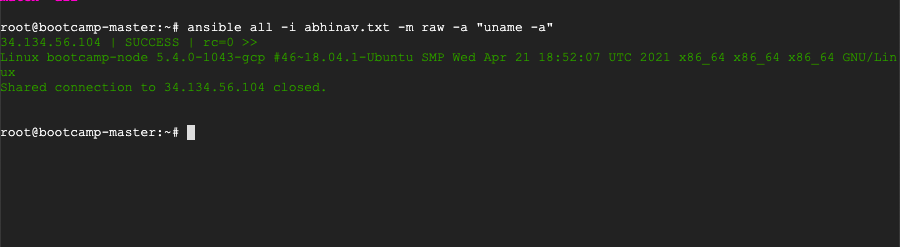 root@bootcamp-master:~# ansible all -i abhinav.txt -m raw -a "uname -a"
34.134.56.104 | SUCCESS | rc=0 >>
Linux bootcamp-node 5.4.0-1043-gcp #46~18.04.1-Ubuntu SMP Wed Apr 21 18:52:07 UTC 2021 x86_64 x86_64 x86_64 GNU/Lin
ux
Shared connection to 34.134.56.104 closed.
root@bootcamp-master:~#